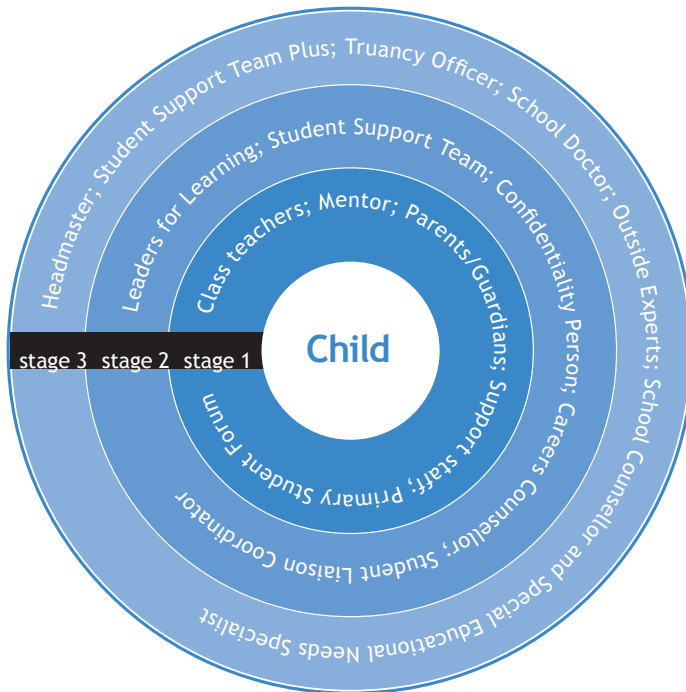 Headmaster; Student Support Team Plus; Truancy Officer; School Doctor; Outside Experts; School Counsellor and Special Educational Needs Specialist
Leaders for Learning; Student Support Team; Confidentiality Person; Careers Counsellor; Student Liaison Coordinator
Class teachers; Mentor; Parents/Guardians; Support staff; Primary Student Forum
Child
stage 3 stage 2 stage 1